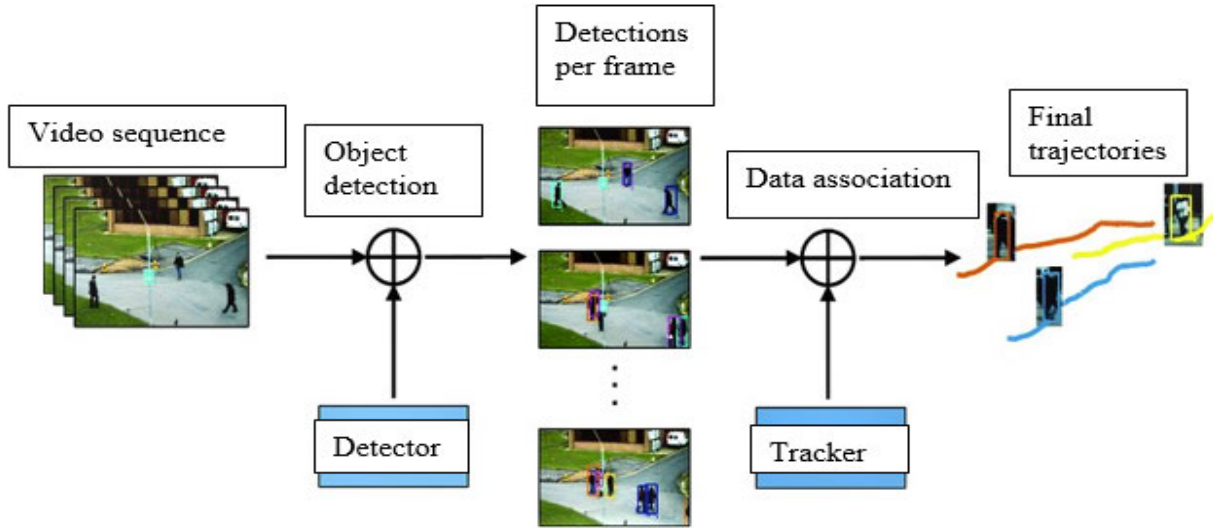 Video sequence
Object
detection
Detector
Detections
per frame
Data association
Tracker
Final
trajectories